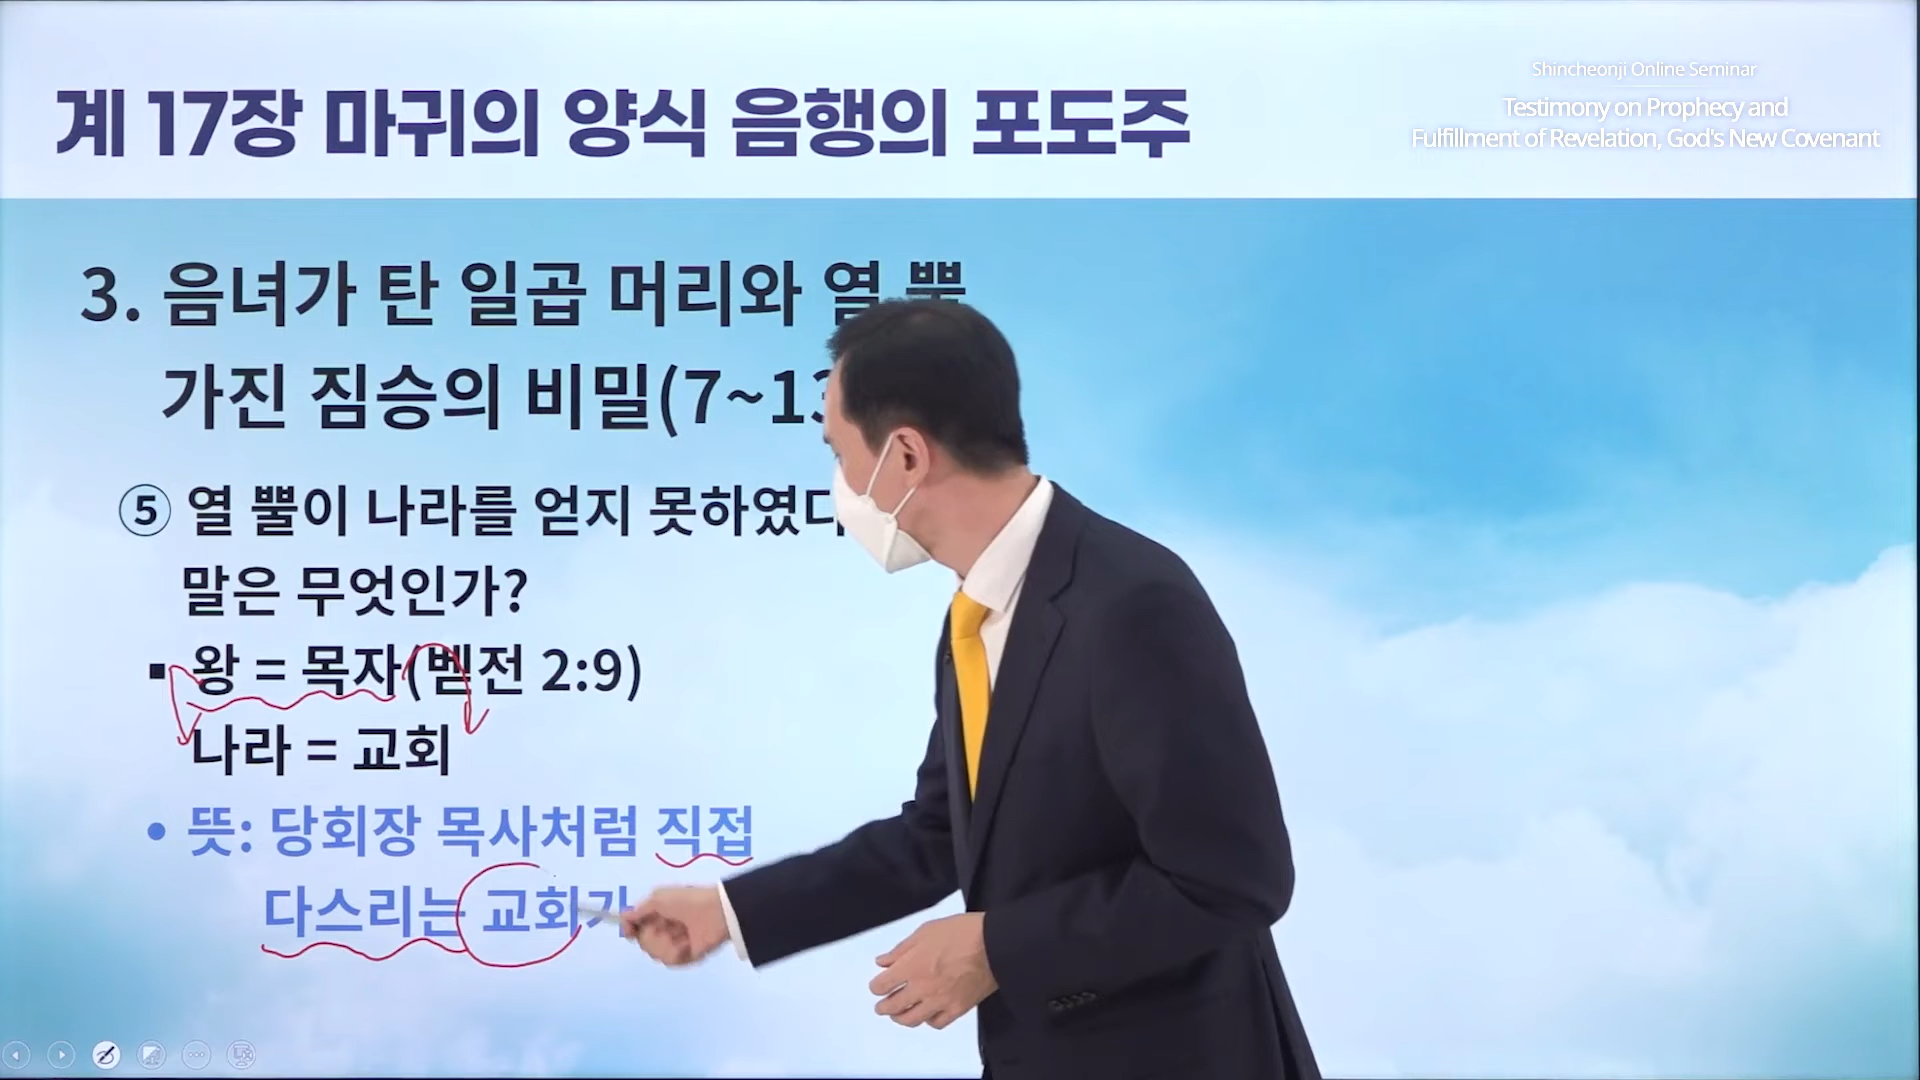 계 17장 마귀의 양식 음행의 포도주
Shincheonji Online Seminar
Testimony on Prophecy and
Fulfillment of Revelation, God's New Covenant
3. 음녀가 탄 일곱 머리와 열 뿔
가진 짐승의 비밀(7~13
⑤ 열 뿔이 나라를 얻지 못하였다
말은 무엇인가?
▪ 왕 = 목자(벧전 2:9)
나라 = 교회
• 뜻: 당회장 목사처럼 직접
다스리는 교회가